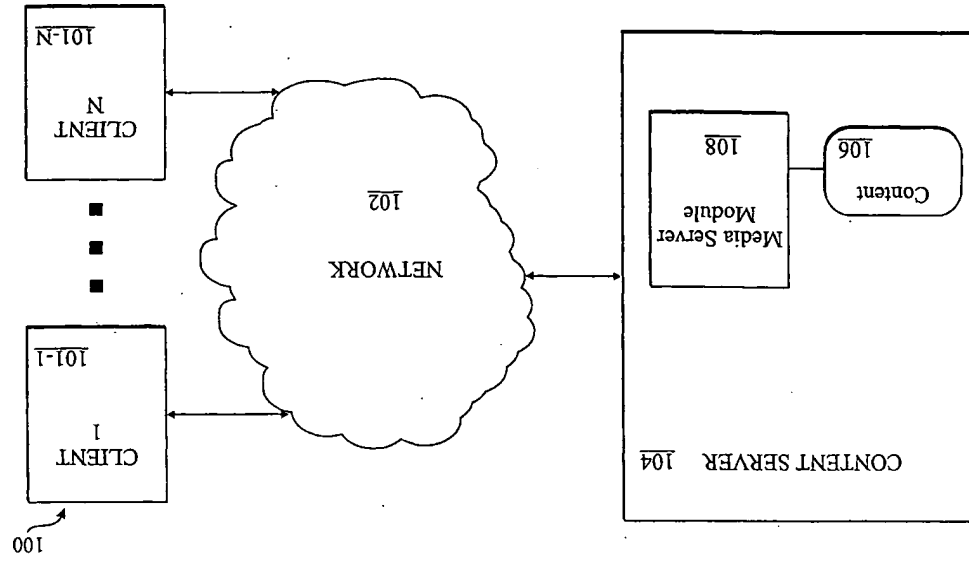 CONTENT SERVER 104
Content
106
Media Server
Module
108
NETWORK
102
100
CLIENT
1
101-1
CLIENT
N
101-N